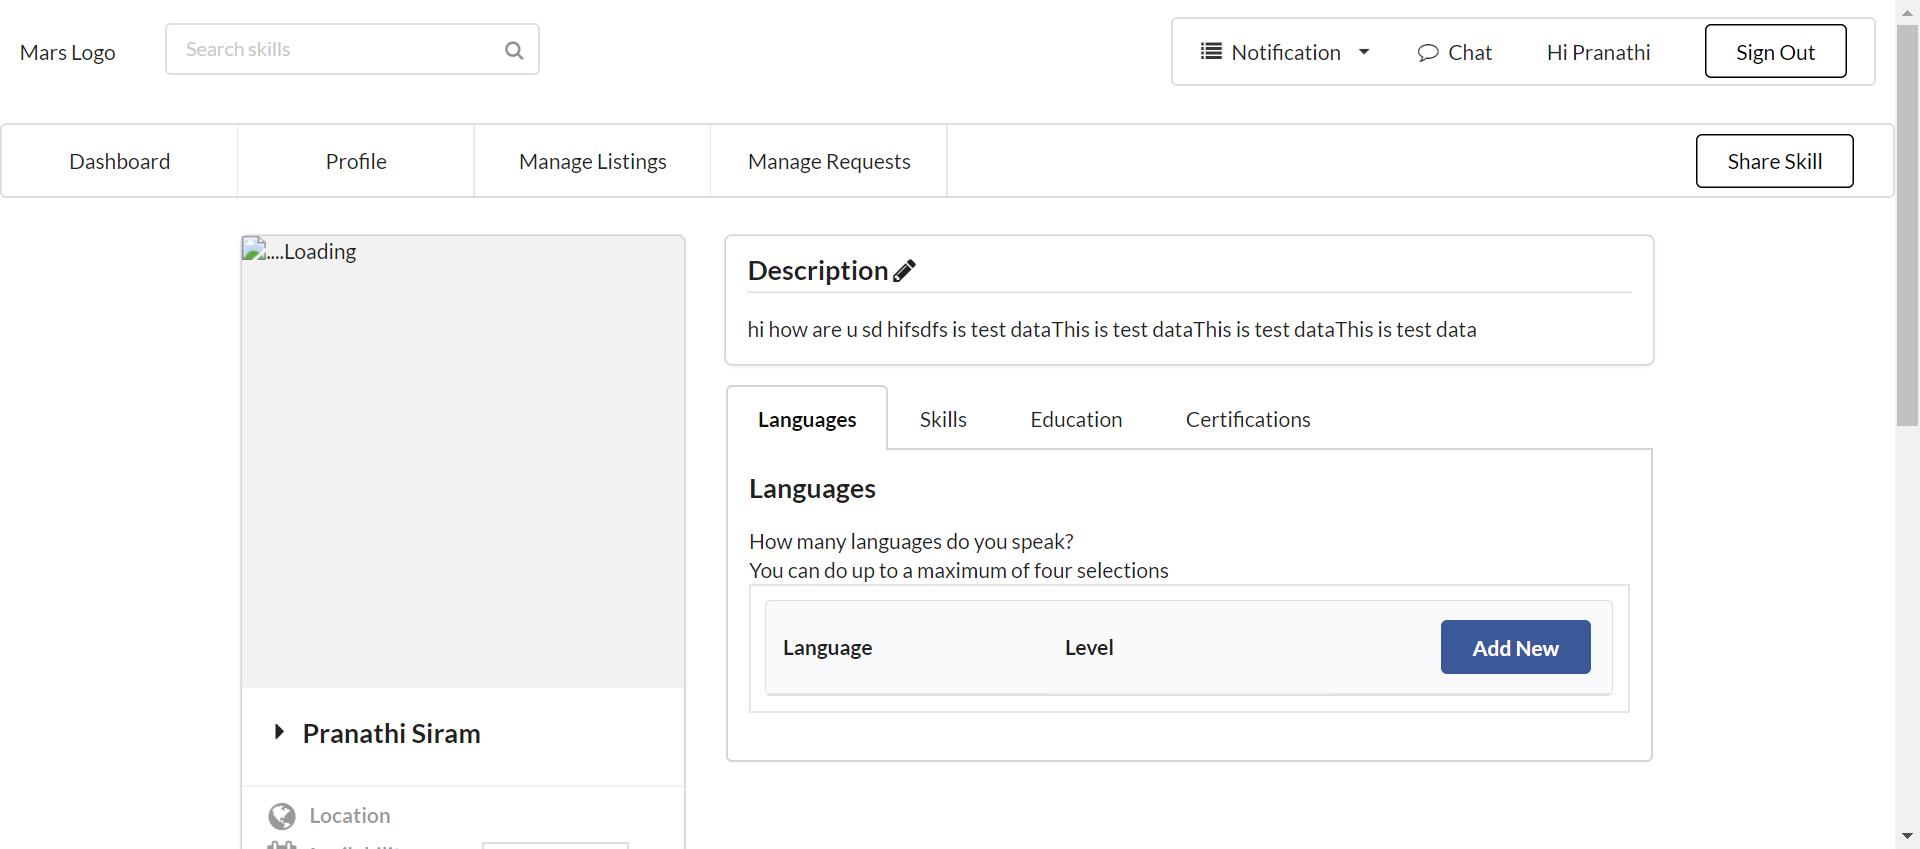 Mars Logo
Search skills
Notification
Chat
Hi Pranathi
Sign Out
Dashboard
Profile
Manage Listings
Manage Requests
Share Skill
....Loading
Pranathi Siram
Location
Description
hi how are u sd hifsdfs is test dataThis is test dataThis is test dataThis is test data
Languages
Skills
Education
Certifications
Languages
How many languages do you speak?
You can do up to a maximum of four selections
Language
Level
Add New